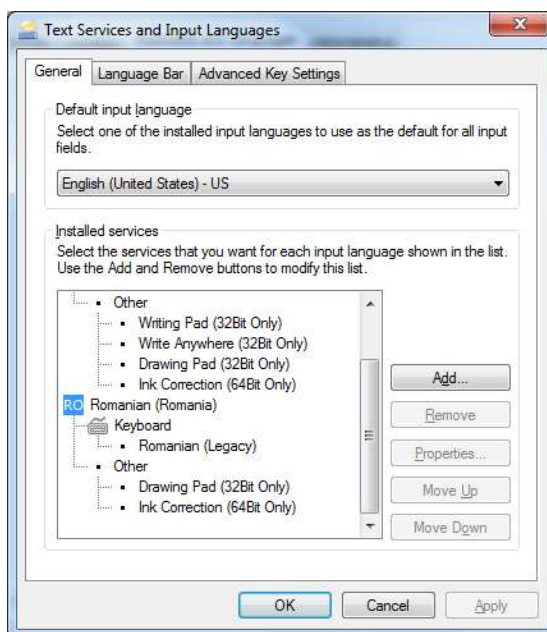 Text Services and Input Languages
General
Language Bar
Advanced Key Settings
Default input language
Select one of the installed input languages to use as the default for all input
fields.
English (United States) - US
Installed services
Select the services that you want for each input language shown in the list.
Use the Add and Remove buttons to modify this list.
Other
Writing Pad (32Bit Only)
Write Anywhere (32Bit Only)
Drawing Pad (32Bit Only)
Ink Correction (64Bit Only)
RO Romanian (Romania)
Keyboard
Romanian (Legacy)
Other
Drawing Pad (32Bit Only)
Ink Correction (64Bit Only)
Add...
Remove
Properties...
Move Up
Move Down
OK
Cancel
Apply